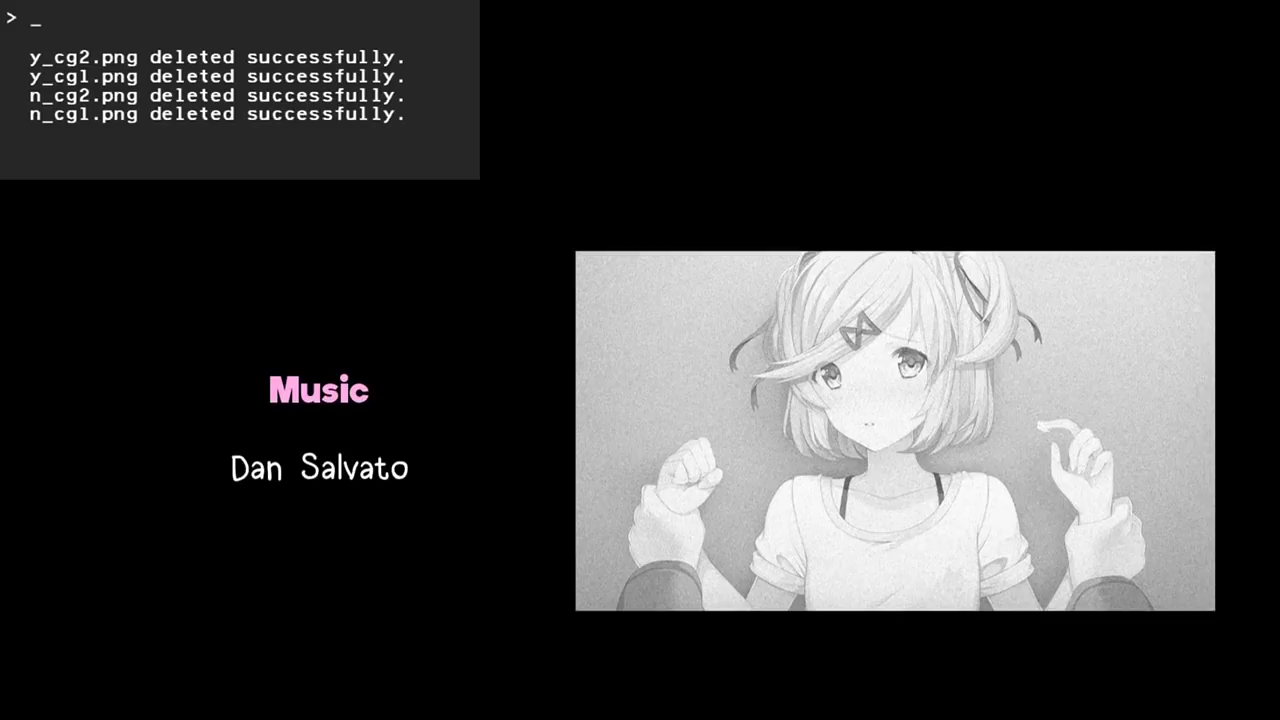 > _
y_cg2.png deleted successfully.
y_cg1.png deleted successfully.
n_cg2.png deleted successfully.
n_cg1.png deleted successfully.
Music
Dan Salvato